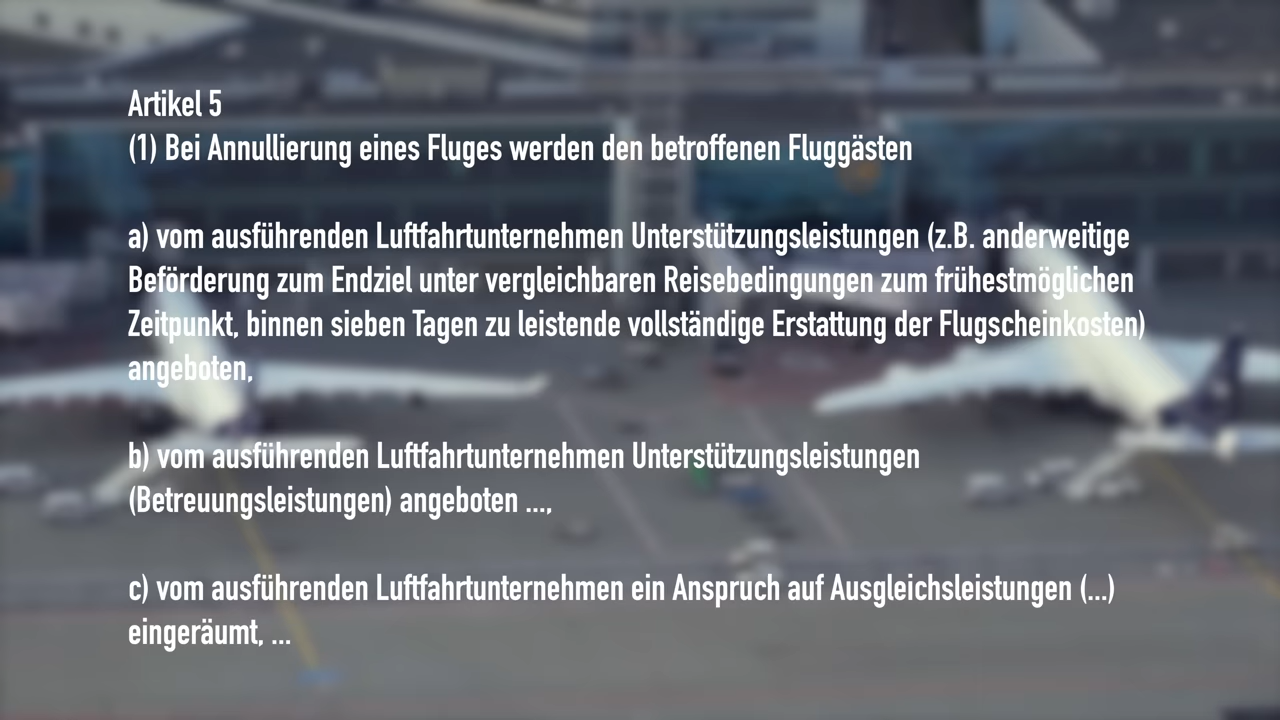 Artikel 5
(1) Bei Annullierung eines Fluges werden den betroffenen Fluggästen
a) vom ausführenden Luftfahrtunternehmen Unterstützungsleistungen (z.B. anderweitige
Beförderung zum Endziel unter vergleichbaren Reisebedingungen zum frühestmöglichen
Zeitpunkt, binnen sieben Tagen zu leistende vollständige Erstattung der Flugscheinkosten)
angeboten,
b) vom ausführenden Luftfahrtunternehmen Unterstützungsleistungen
(Betreuungsleistungen) angeboten ...,
c) vom ausführenden Luftfahrtunternehmen ein Anspruch auf Ausgleichsleistungen (...)
eingeräumt, ...